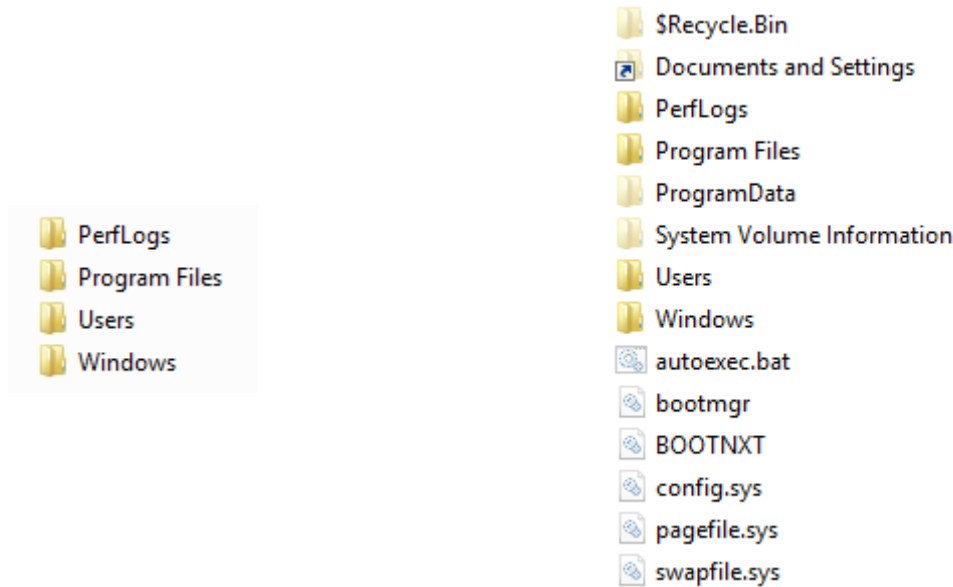 PerfLogs
Program Files
Users
Windows
$Recycle.Bin
Documents and Settings
PerfLogs
Program Files
ProgramData
System Volume Information
Users
Windows
autoexec.bat
bootmgr
BOOTNXT
config.sys
pagefile.sys
swapfile.sys